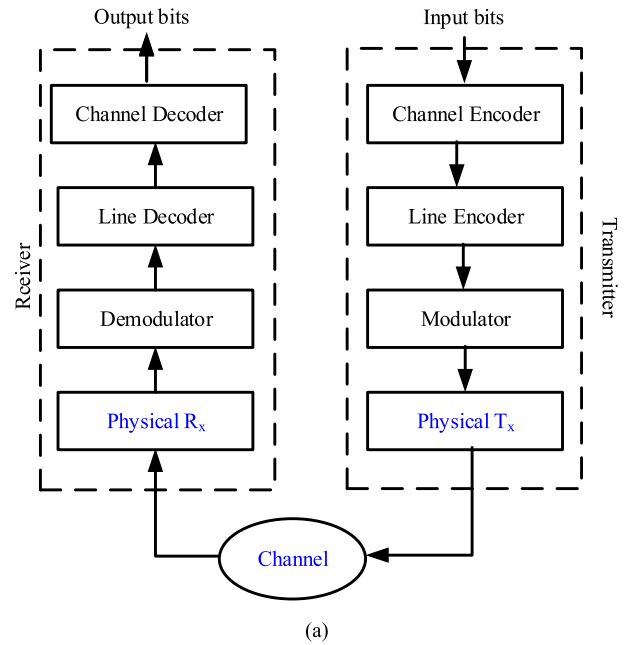 Output bits
Input bits
Channel Decoder
Channel Encoder
Line Decoder
Line Encoder
Rceiver
Transmitter
Demodulator
Modulator
Physical Rx
Physical Tx
Channel
(a)